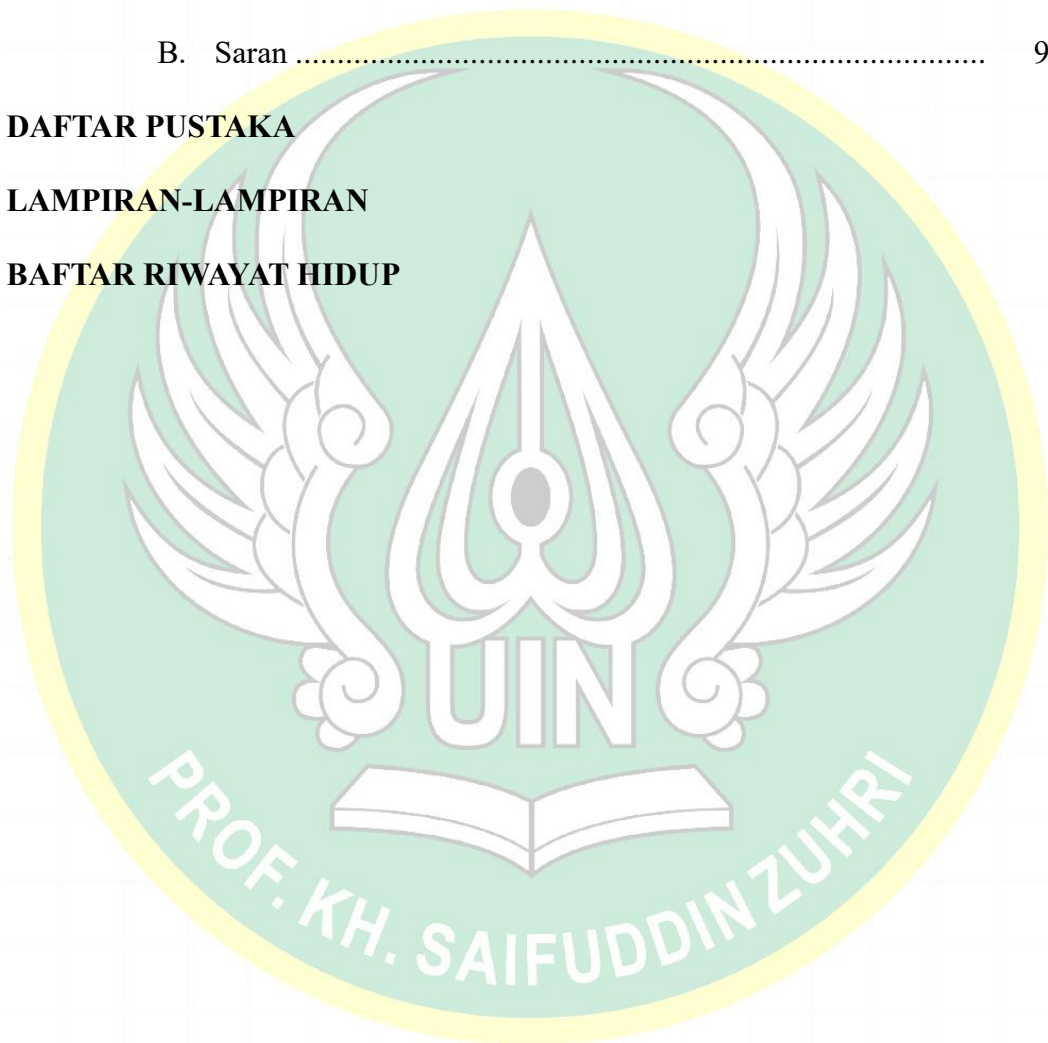 B. Saran ........................................................................................ 9
DAFTAR PUSTAKA
LAMPIRAN-LAMPIRAN
BAFTAR RIWAYAT HIDUP
UIN
PROF. KH. SAIFUDDIN ZUHRI